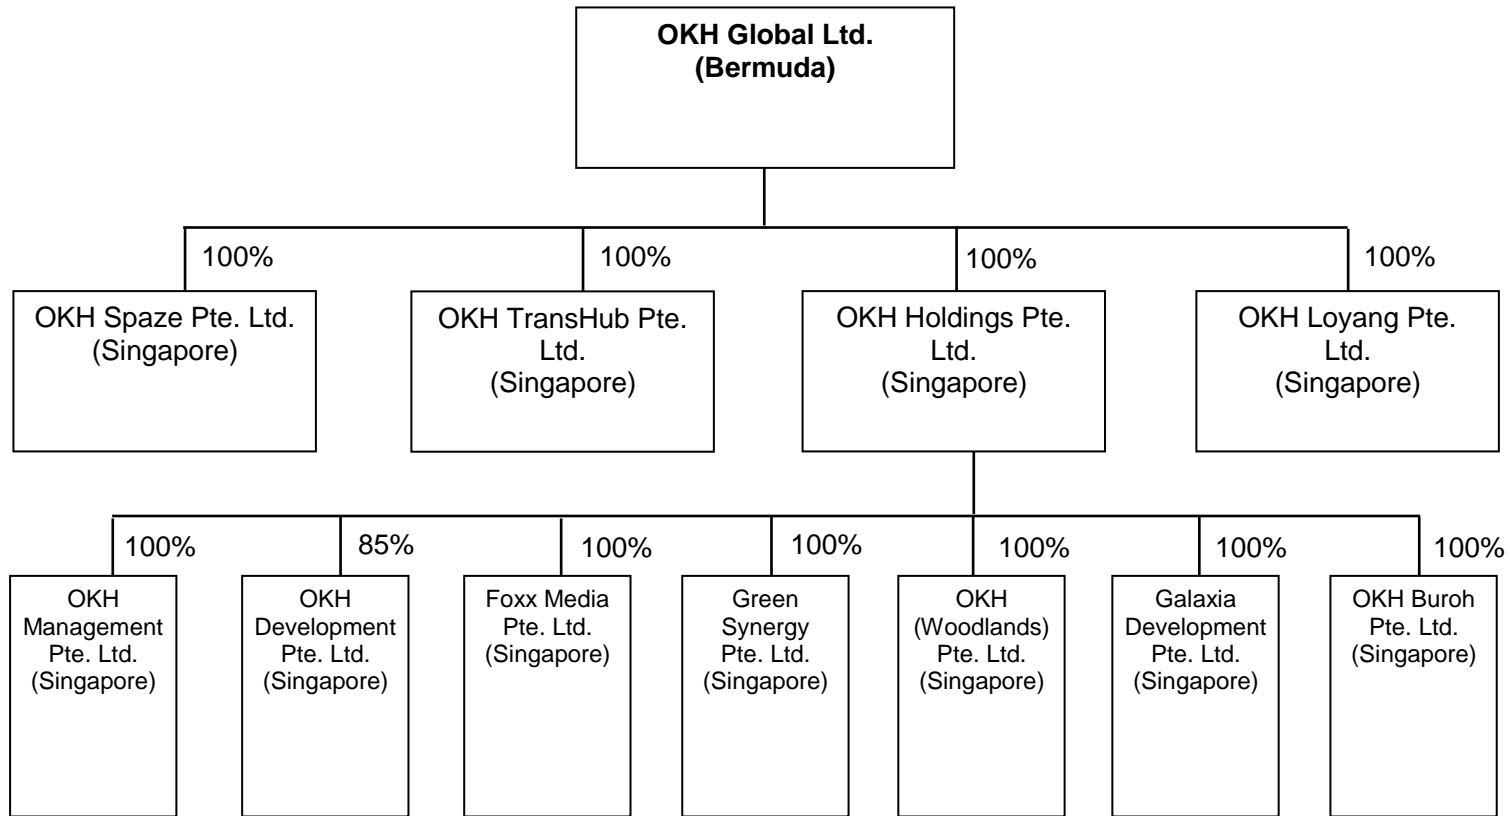 OKH Global Ltd.
(Bermuda)
100%
100%
100%
100%
OKH Spaze Pte. Ltd.
(Singapore)
OKH TransHub Pte.
Ltd.
(Singapore)
OKH Holdings Pte.
Ltd.
(Singapore)
OKH Loyang Pte.
Ltd.
(Singapore)
100%
85%
100%
100%
100%
100%
100%
OKH
Management
Pte. Ltd.
(Singapore)
OKH
Development
Pte. Ltd.
(Singapore)
Foxx Media
Pte. Ltd.
(Singapore)
Green
Synergy
Pte. Ltd.
(Singapore)
OKH
(Woodlands)
Pte. Ltd.
(Singapore)
Galaxia
Development
Pte. Ltd.
(Singapore)
OKH Buroh
Pte. Ltd.
(Singapore)